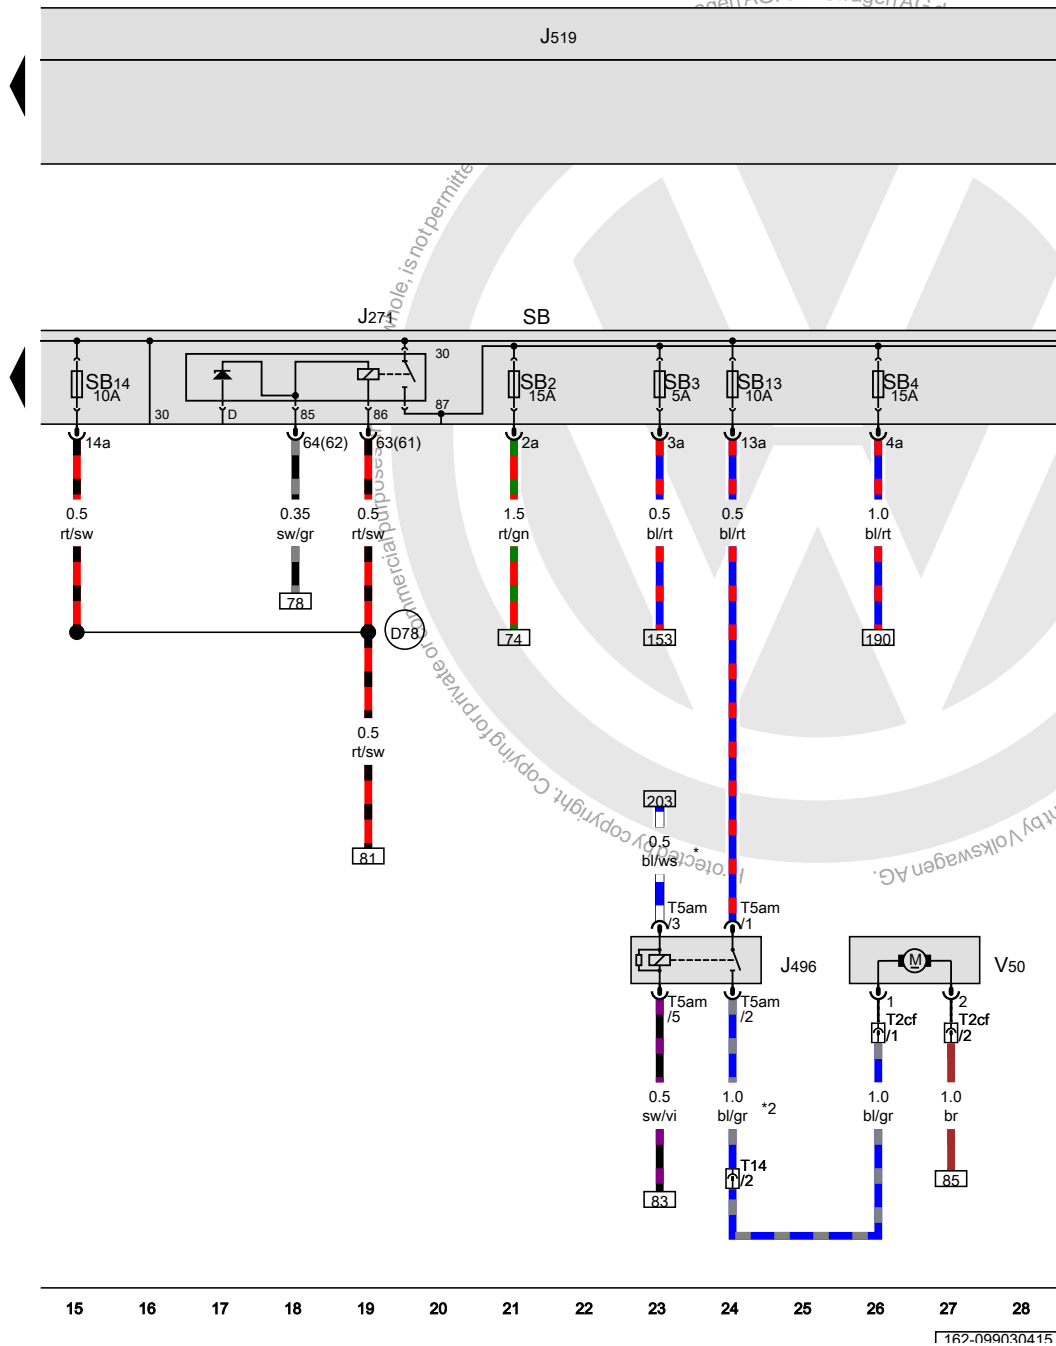 J519
whole, is not permitte
J271
SB
30
SB14
10A
SB2
15A
SB3
5A
SB13
10A
SB4
15A
30
D
85
86
87
14a
64(62)
63(61)
2a
3a
13a
4a
0.5
rt/sw
0.35
sw/gr
0.5
rt/sw
1.5
rt/gn
0.5
bl/rt
0.5
bl/rt
1.0
bl/rt
78
D78
74
153
190
0.5
rt/sw
203
0.5
bl/ws
*
81
T5am
/3
T5am
/1
J496
M
V50
T5am
/5
T5am
/2
1
T2cf
/1
2
T2cf
/2
0.5
sw/vi
1.0
bl/gr
*2
1.0
bl/gr
1.0
br
T14
/2
83
85
15 16 17 18 19 20 21 22 23 24 25 26 27 28
162-099030415